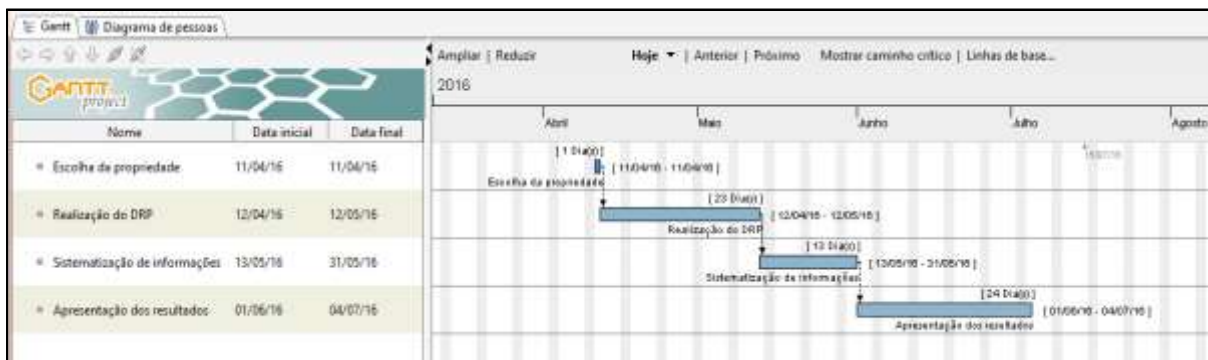 Gantt
Diagrama de pessoas
Ampliar | Reduzir
Hoje
| Anterior | Próximo
Mostrar caminho crítico | Linhas de base...
GANTT
project
2016
Nome
Data inicial
Data final
Abril
Maio
Junho
Julho
Agosto
Escolha da propriedade
11/04/16
11/04/16
[ 1 Dia(s) ]
[ 11/04/16 - 11/04/16 ]
Escolha da propriedade
Realização do DRP
12/04/16
12/05/16
[ 23 Dia(s) ]
[ 12/04/16 - 12/05/16 ]
Realização do DRP
Sistematização de informações
13/05/16
31/05/16
[ 13 Dia(s) ]
[ 13/05/16 - 31/05/16 ]
Sistematização de informações
Apresentação dos resultados
01/06/16
04/07/16
[ 24 Dia(s) ]
[ 01/06/16 - 04/07/16 ]
Apresentação dos resultados